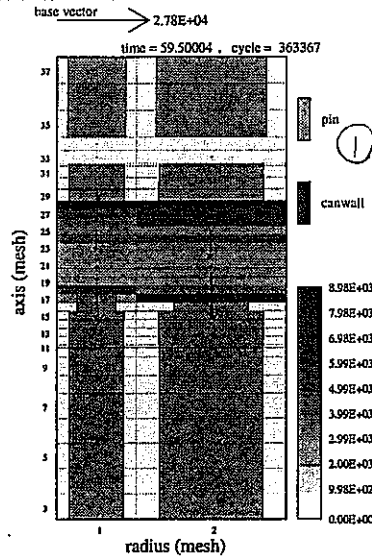 base vector
2.78E+04
time = 59.50004 , cycle = 363367
37
35
33
31
29
27
25
23
21
19
17
15
13
11
9
7
5
3
axis (mesh)
1
2
radius (mesh)
pin
1
canwall
8.98E+03
7.98E+03
6.98E+03
5.99E+03
4.99E+03
3.99E+03
2.99E+03
2.00E+03
9.98E+02
0.00E+00